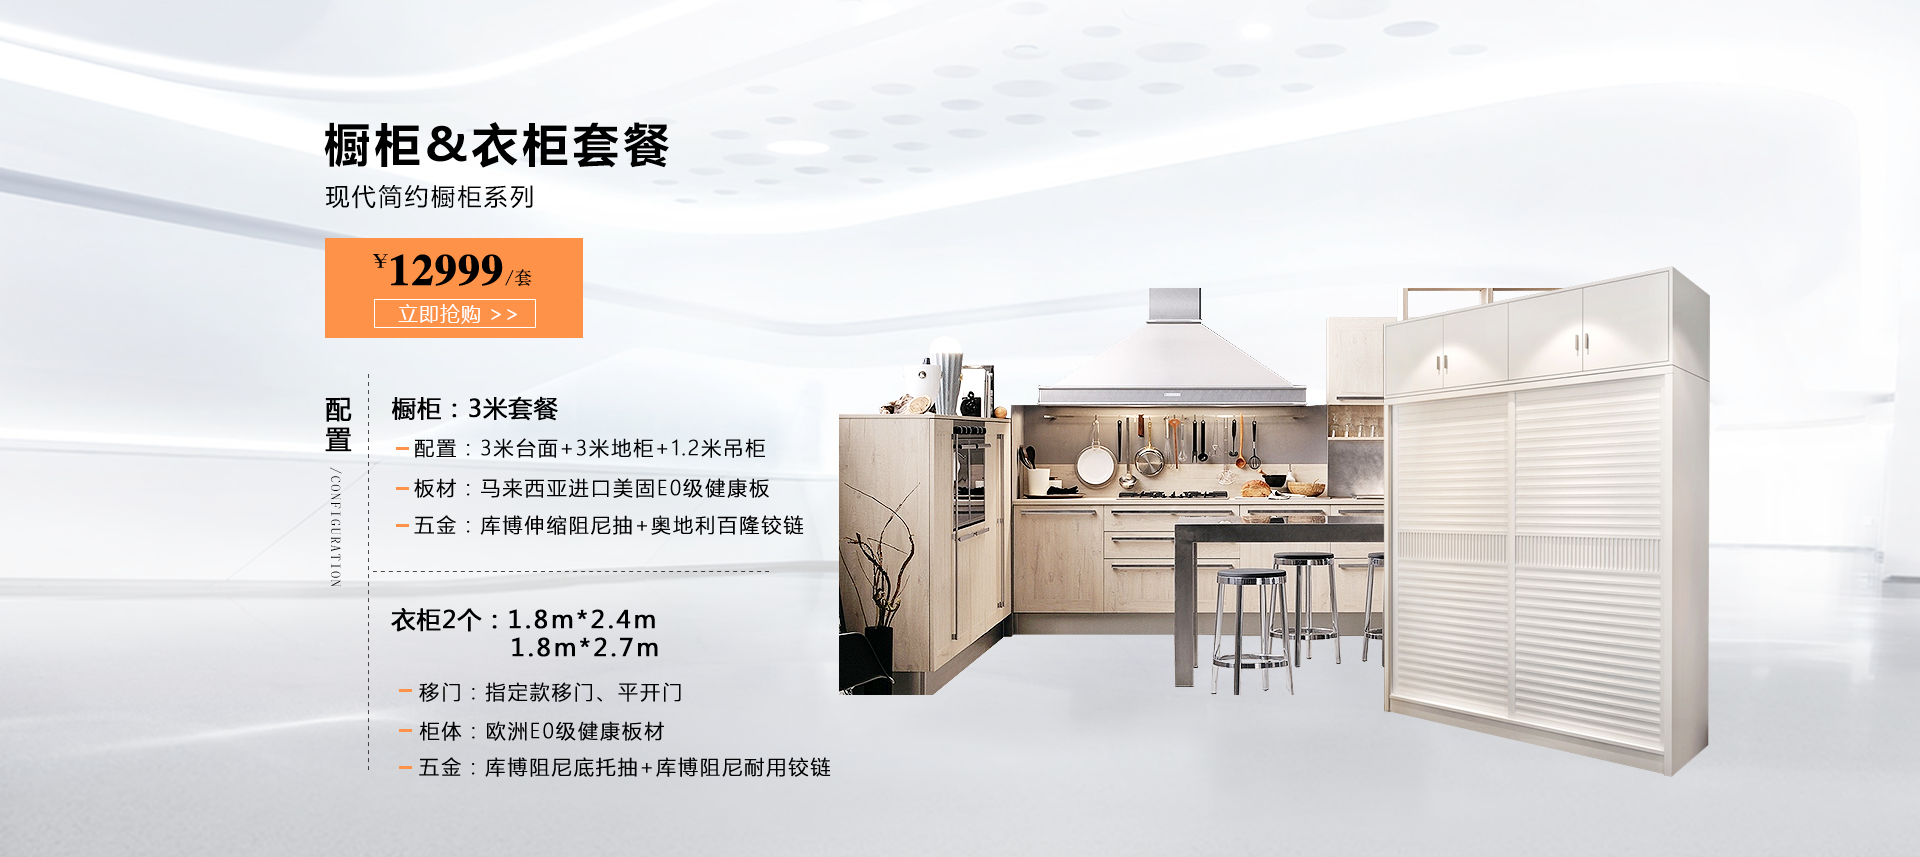 橱柜&衣柜套餐
现代简约橱柜系列
¥12999/套
立即抢购 >>
配置
/CONFIGURATION
橱柜：3米套餐
配置：3米台面+3米地柜+1.2米吊柜
板材：马来西亚进口美固E0级健康板
五金：库博伸缩阻尼抽+奥地利百隆铰链
衣柜2个：1.8m*2.4m
1.8m*2.7m
移门：指定款移门、平开门
柜体：欧洲E0级健康板材
五金：库博阻尼底托抽+库博阻尼耐用铰链